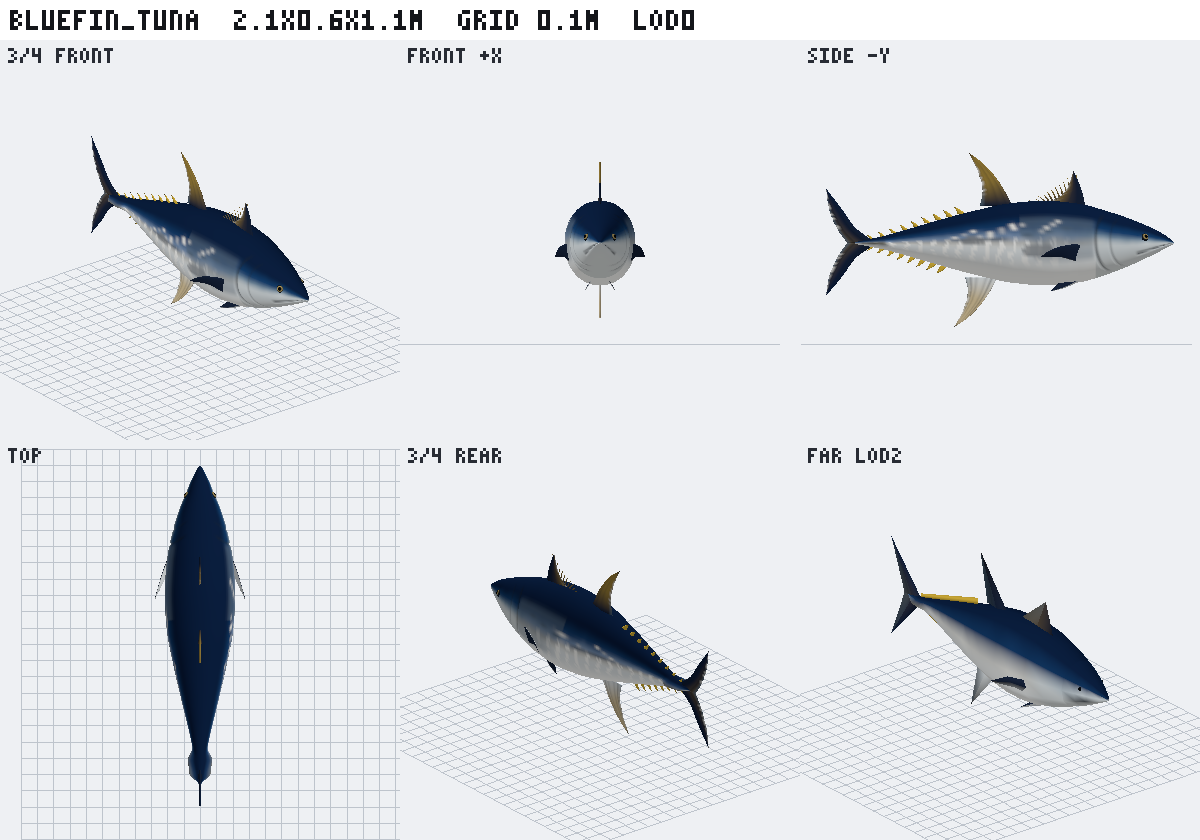 BLUEFIN_TUNA  2.1X0.6X1.1M  GRID 0.1M  LOD0
3/4 FRONT
FRONT +X
SIDE -Y
TOP
3/4 REAR
FAR LOD2